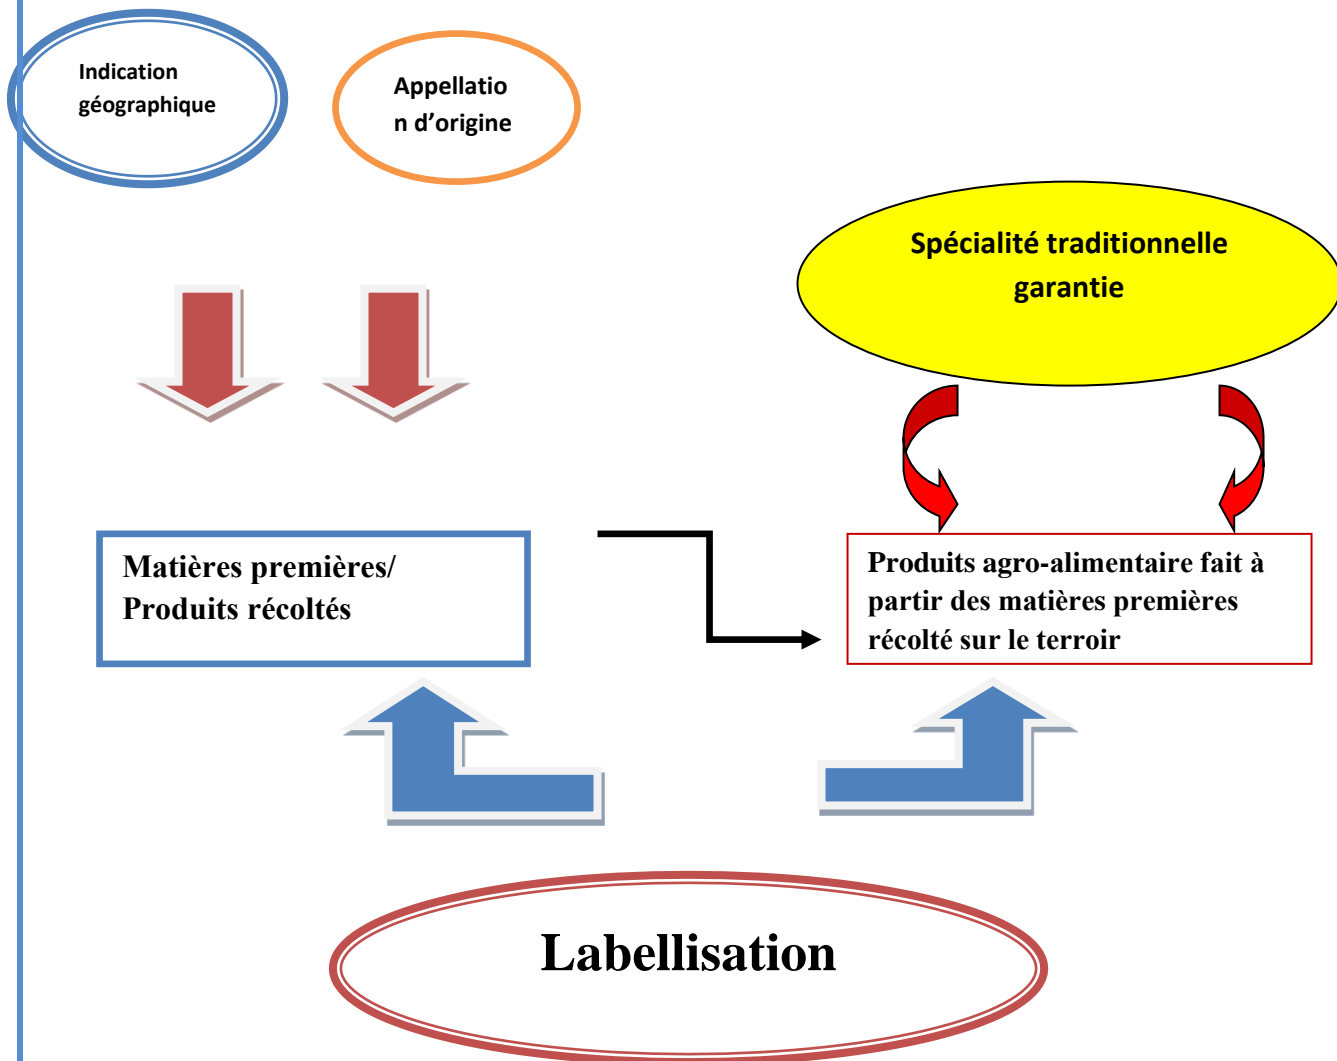 Indication
géographique
Appellatio
n d’origine
Spécialité traditionnelle
garantie
Matières premières/
Produits récoltés
Produits agro-alimentaire fait à
partir des matières premières
récolté sur le terroir
Labellisation